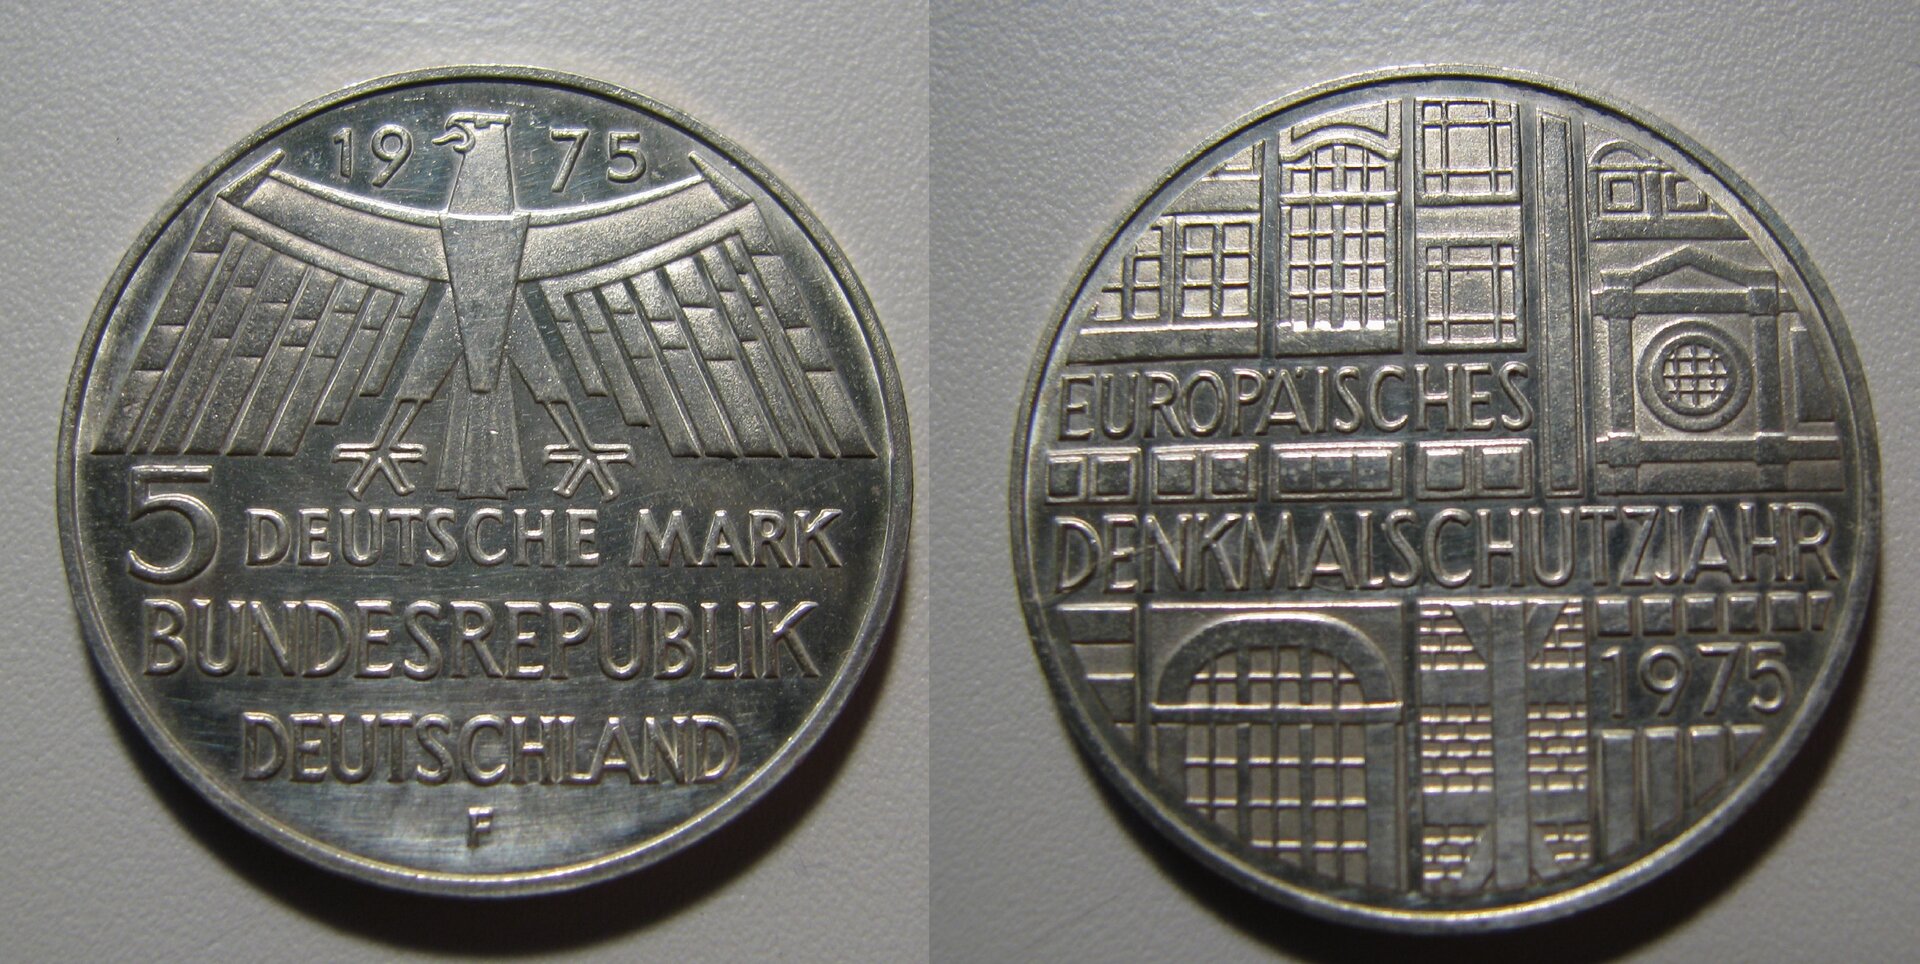 1975
5 DEUTSCHE MARK
BUNDESREPUBLIK
DEUTSCHLAND
F
EUROPÄISCHES
DENKMALSCHUTZJAHR
1975